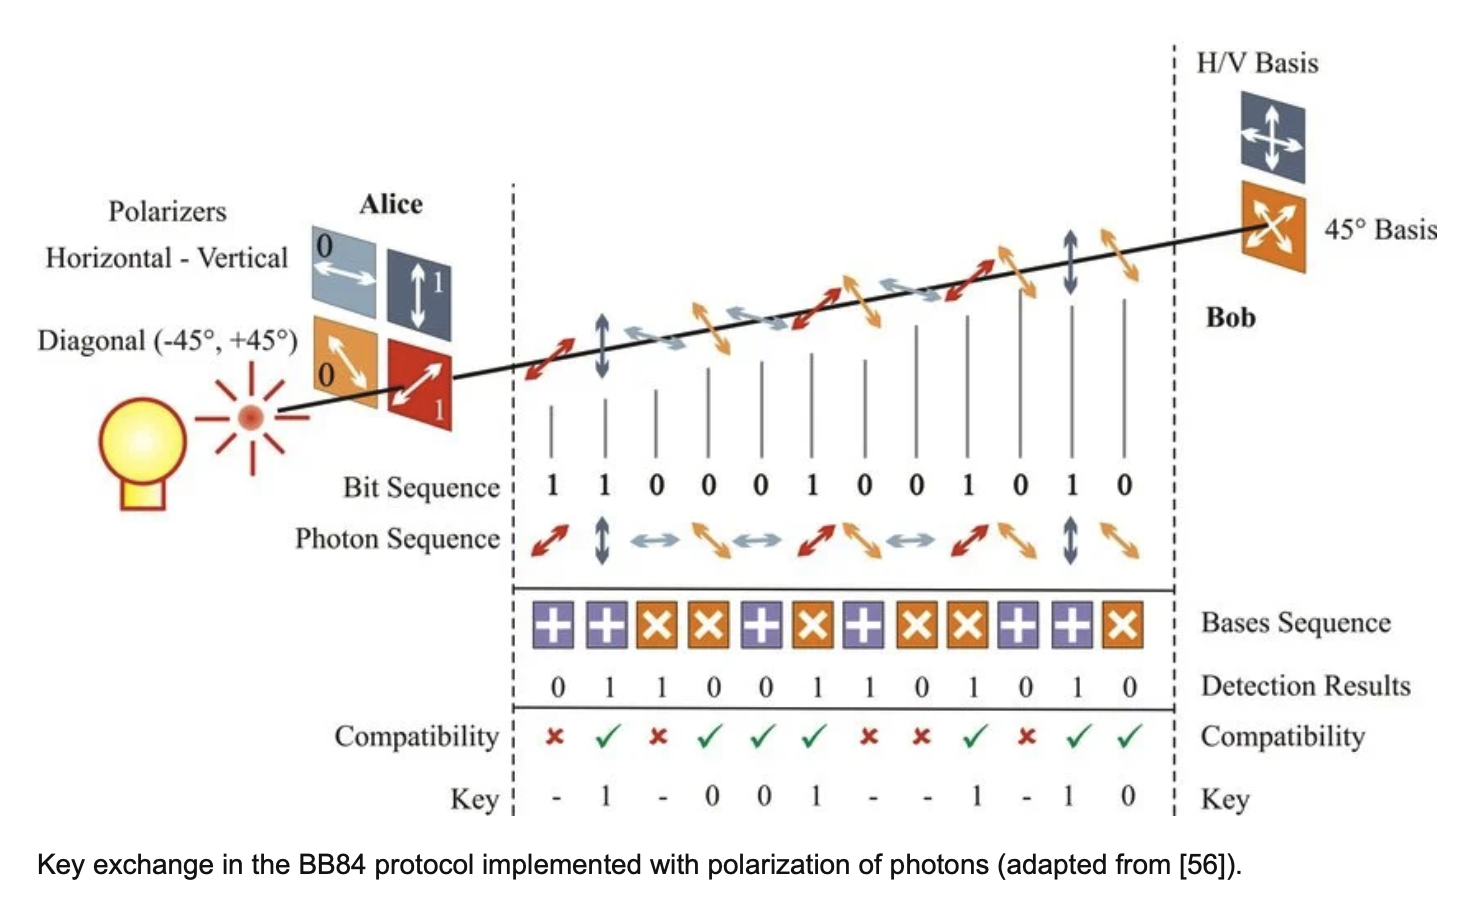 H/V Basis
Polarizers
Alice
Horizontal - Vertical
0
1
45° Basis
Diagonal (-45°, +45°)
0
1
Bob
Bit Sequence 1 1 0 0 0 1 0 0 1 0 1 0
Photon Sequence
Bases Sequence
0 1 1 0 0 1 1 0 1 0 1 0 Detection Results
Compatibility Compatibility
Key - 1 - 0 0 1 - - 1 - 1 0 Key
Key exchange in the BB84 protocol implemented with polarization of photons (adapted from [56]).